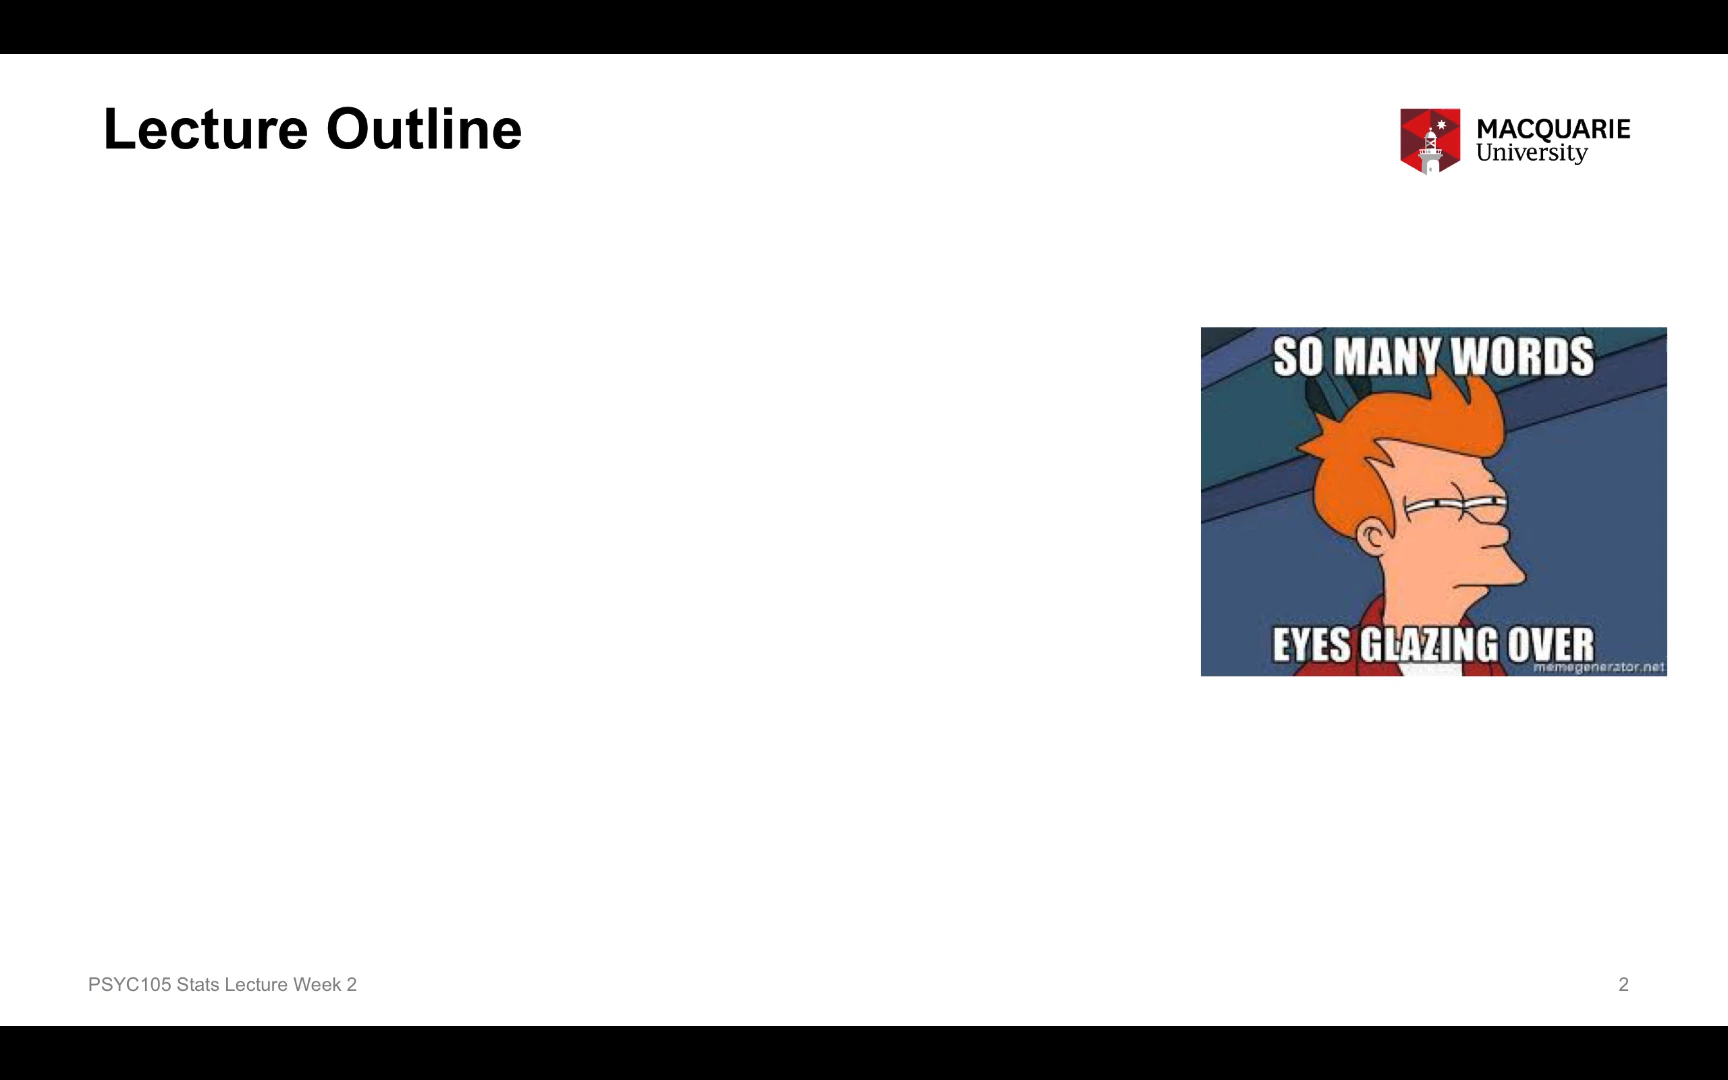 Lecture Outline
MACQUARIE
University
SO MANY WORDS
EYES GLAZING OVER
memegenerator.net
PSYC105 Stats Lecture Week 2
2